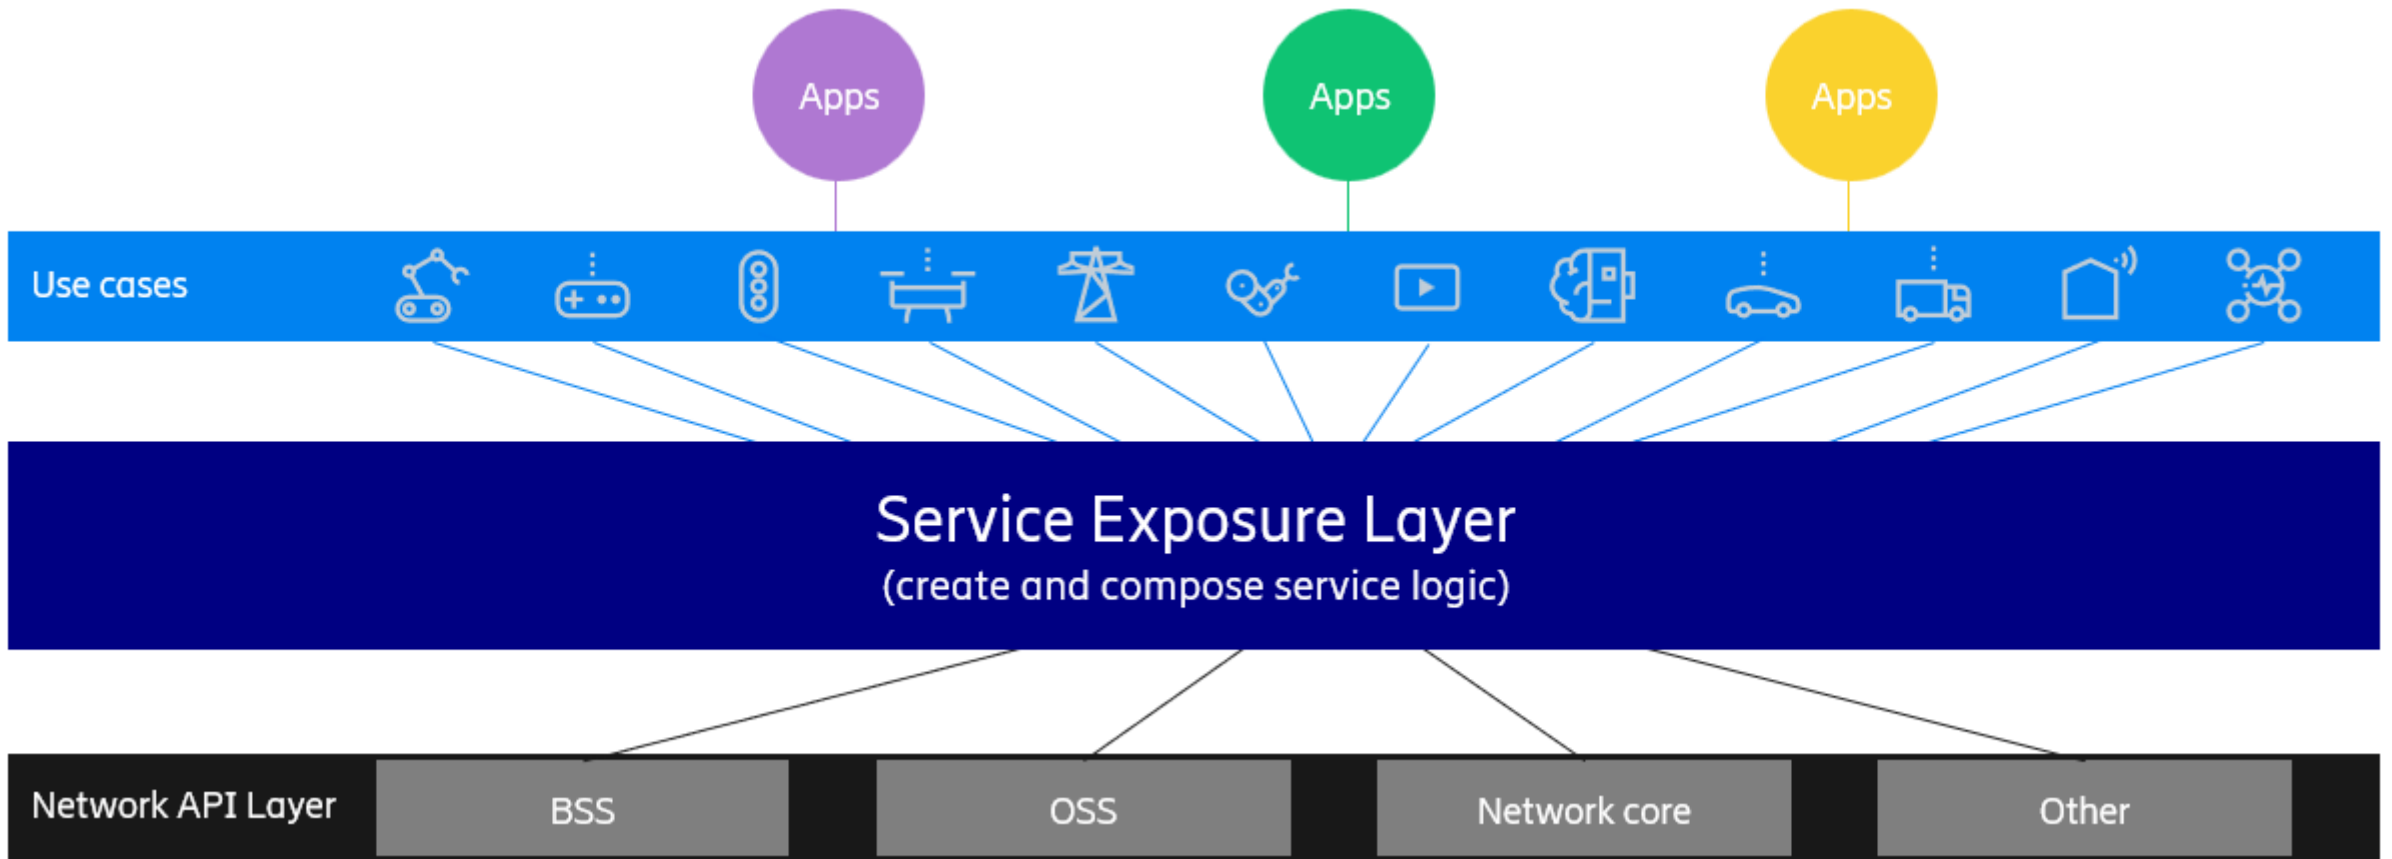 Apps
Apps
Apps
Use cases
Service Exposure Layer
(create and compose service logic)
Network API Layer
BSS
OSS
Network core
Other